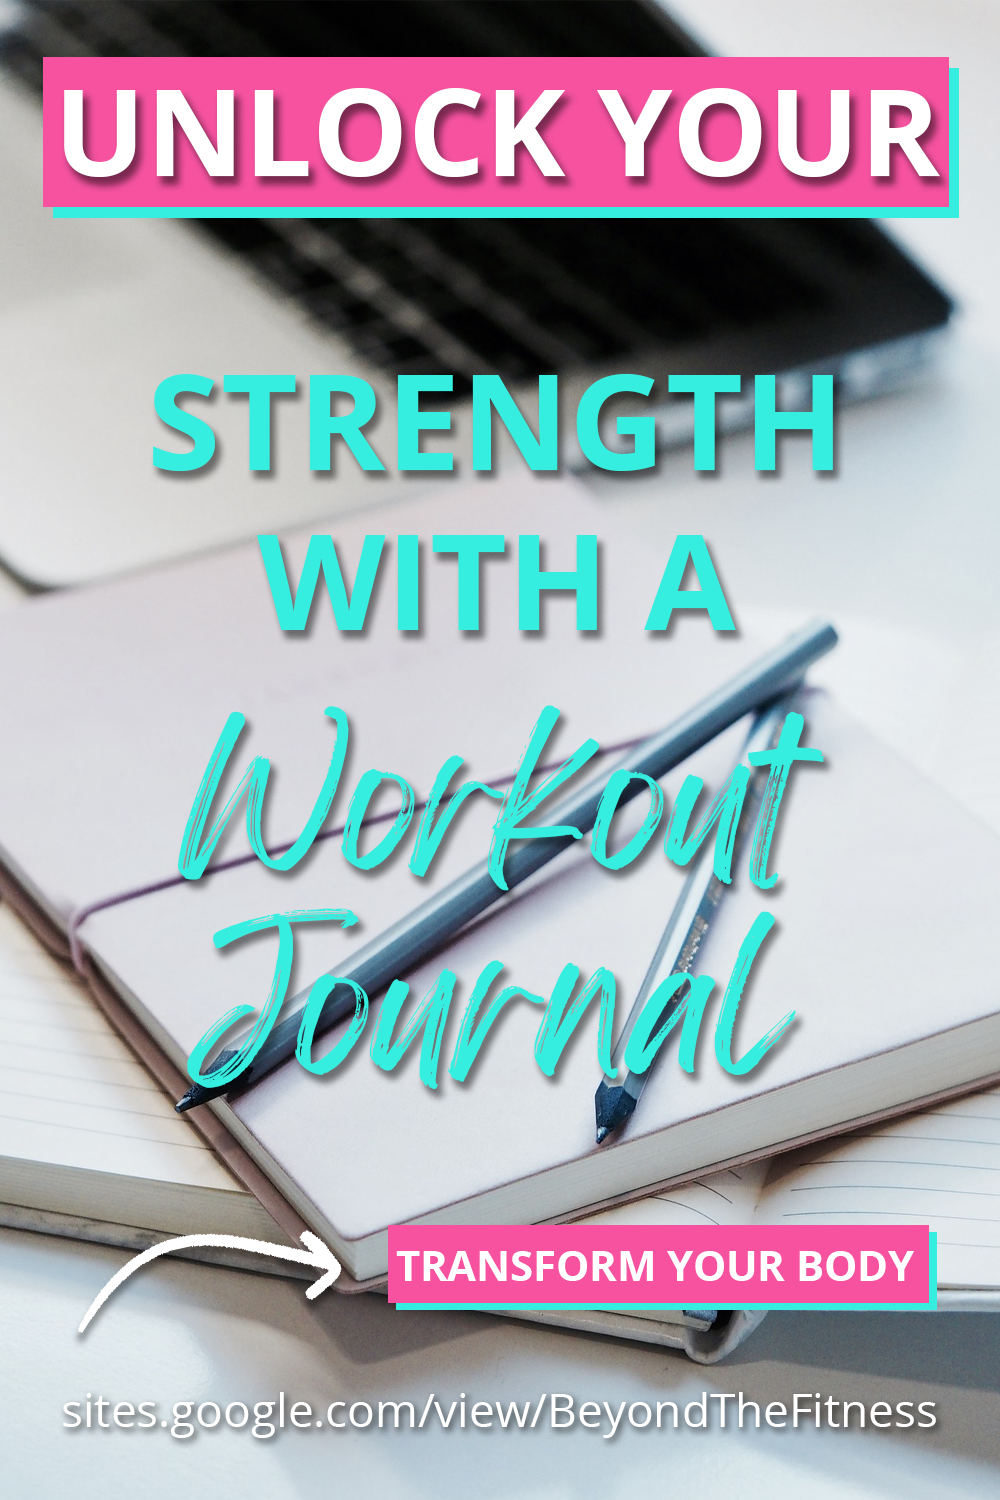 UNLOCK YOUR
STRENGTH
WITH A
Workout
Journal
TRANSFORM YOUR BODY
sites.google.com/view/BeyondTheFitness